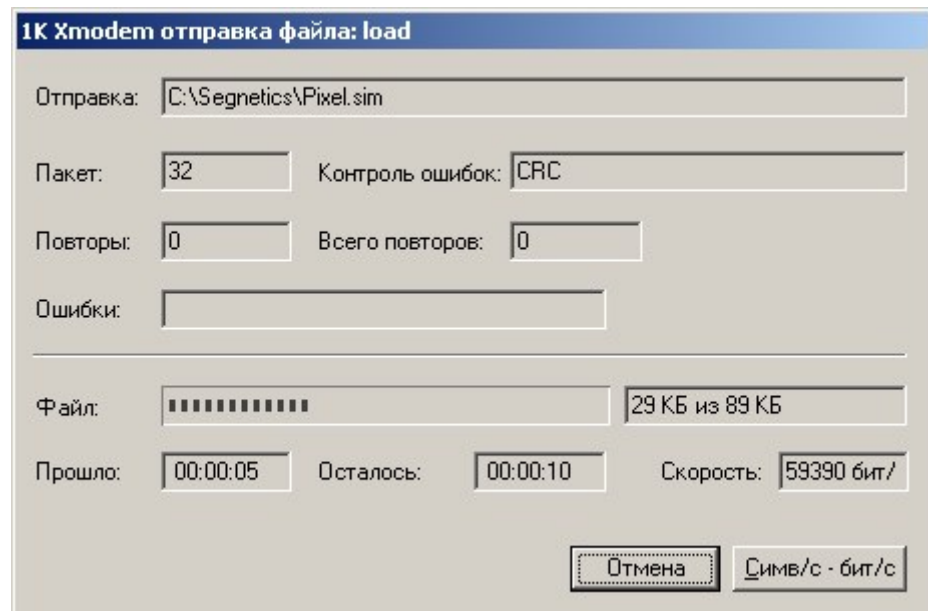 1K Xmodem отправка файла: load
Отправка: C:\Segnetics\Pixel.sim
Пакет: 32 Контроль ошибок: CRC
Повторы: 0 Всего повторов: 0
Ошибки:
Файл: 29 КБ из 89 КБ
Прошло: 00:00:05 Осталось: 00:00:10 Скорость: 59390 бит/
Отмена Симв/с - бит/с